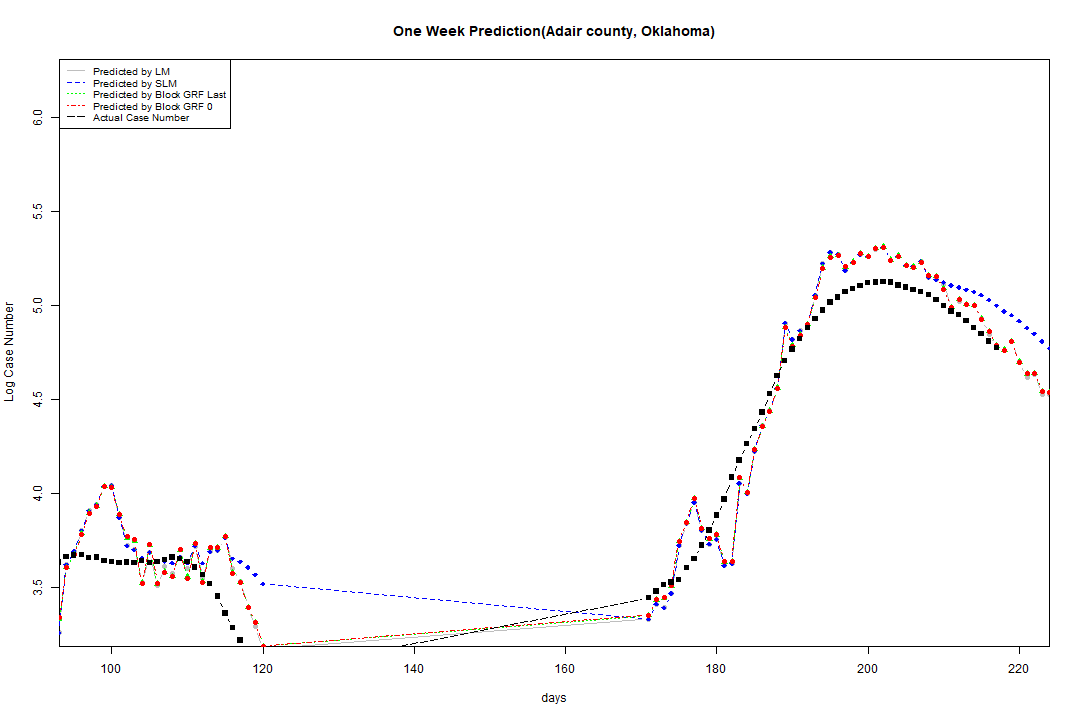 One Week Prediction(Adair county, Oklahoma)
Predicted by LM
Predicted by SLM
Predicted by Block GRF Last
Predicted by Block GRF 0
Actual Case Number
Log Case Number
6.0
5.5
5.0
4.5
4.0
3.5
100 120 140 160 180 200 220
days